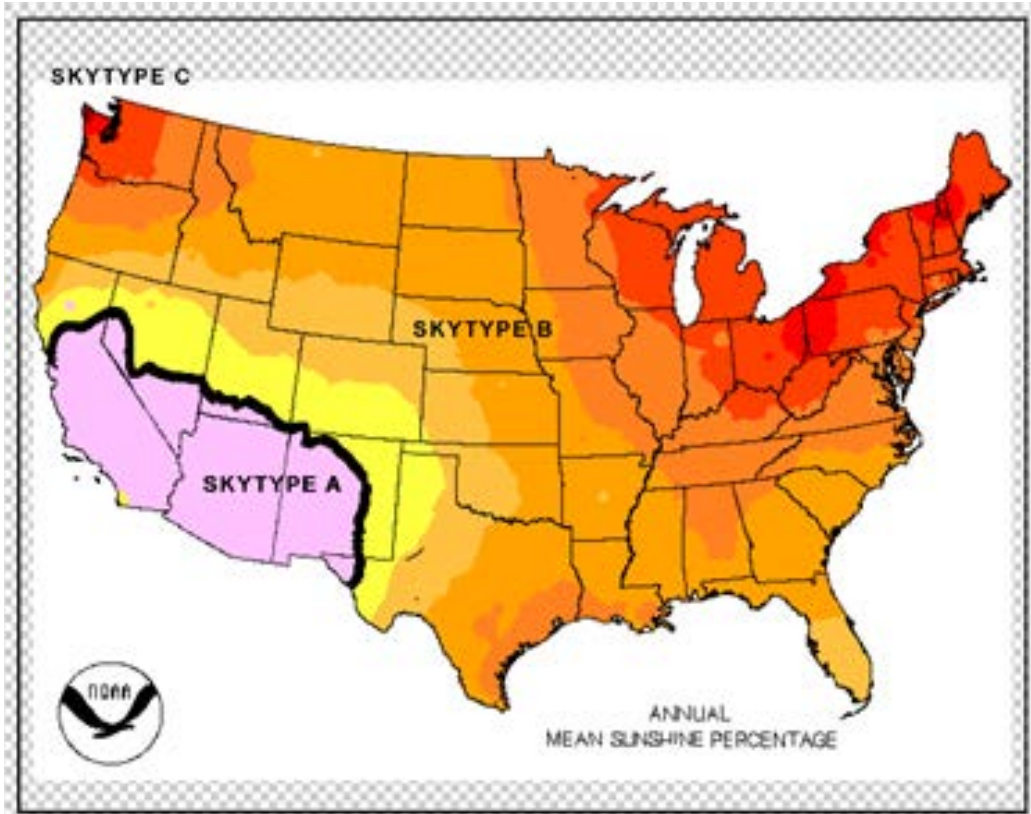 SKYTYPE C
SKYTYPE B
SKYTYPE A
NOAA
ANNUAL
MEAN SUNSHINE PERCENTAGE